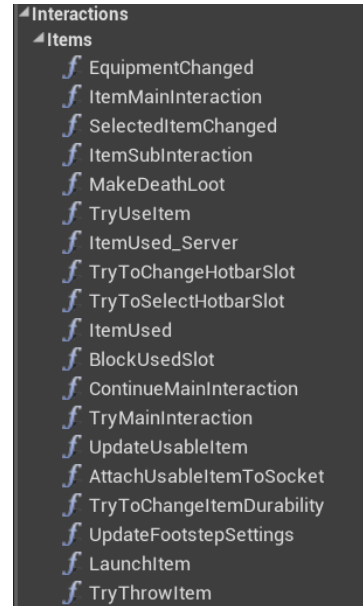 Interactions
Items
EquipmentChanged
ItemMainInteraction
SelectedItemChanged
ItemSubInteraction
MakeDeathLoot
TryUseItem
ItemUsed_Server
TryToChangeHotbarSlot
TryToSelectHotbarSlot
ItemUsed
BlockUsedSlot
ContinueMainInteraction
TryMainInteraction
UpdateUsableItem
AttachUsableItemToSocket
TryToChangeItemDurability
UpdateFootstepSettings
LaunchItem
TryThrowItem